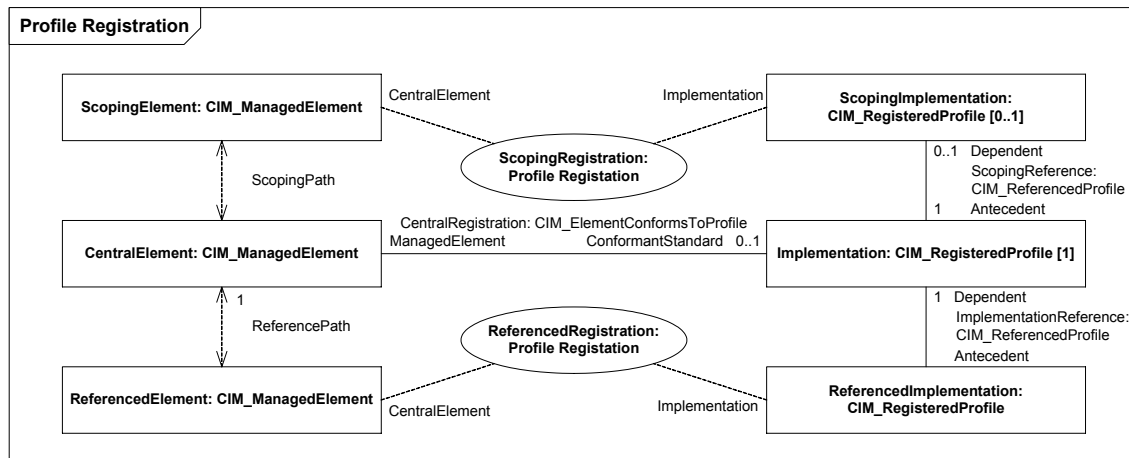 Profile Registration
ScopingElement: CIM_ManagedElement
CentralElement
Implementation
ScopingImplementation:
CIM_RegisteredProfile [0..1]
ScopingRegistration:
Profile Registation
ScopingPath
0..1 Dependent
ScopingReference:
CIM_ReferencedProfile
1 Antecedent
CentralElement: CIM_ManagedElement
CentralRegistration: CIM_ElementConformsToProfile
ManagedElement ConformantStandard 0..1
Implementation: CIM_RegisteredProfile [1]
1
ReferencePath
ReferencedRegistration:
Profile Registation
1 Dependent
ImplementationReference:
CIM_ReferencedProfile
Antecedent
ReferencedElement: CIM_ManagedElement
CentralElement
Implementation
ReferencedImplementation:
CIM_RegisteredProfile